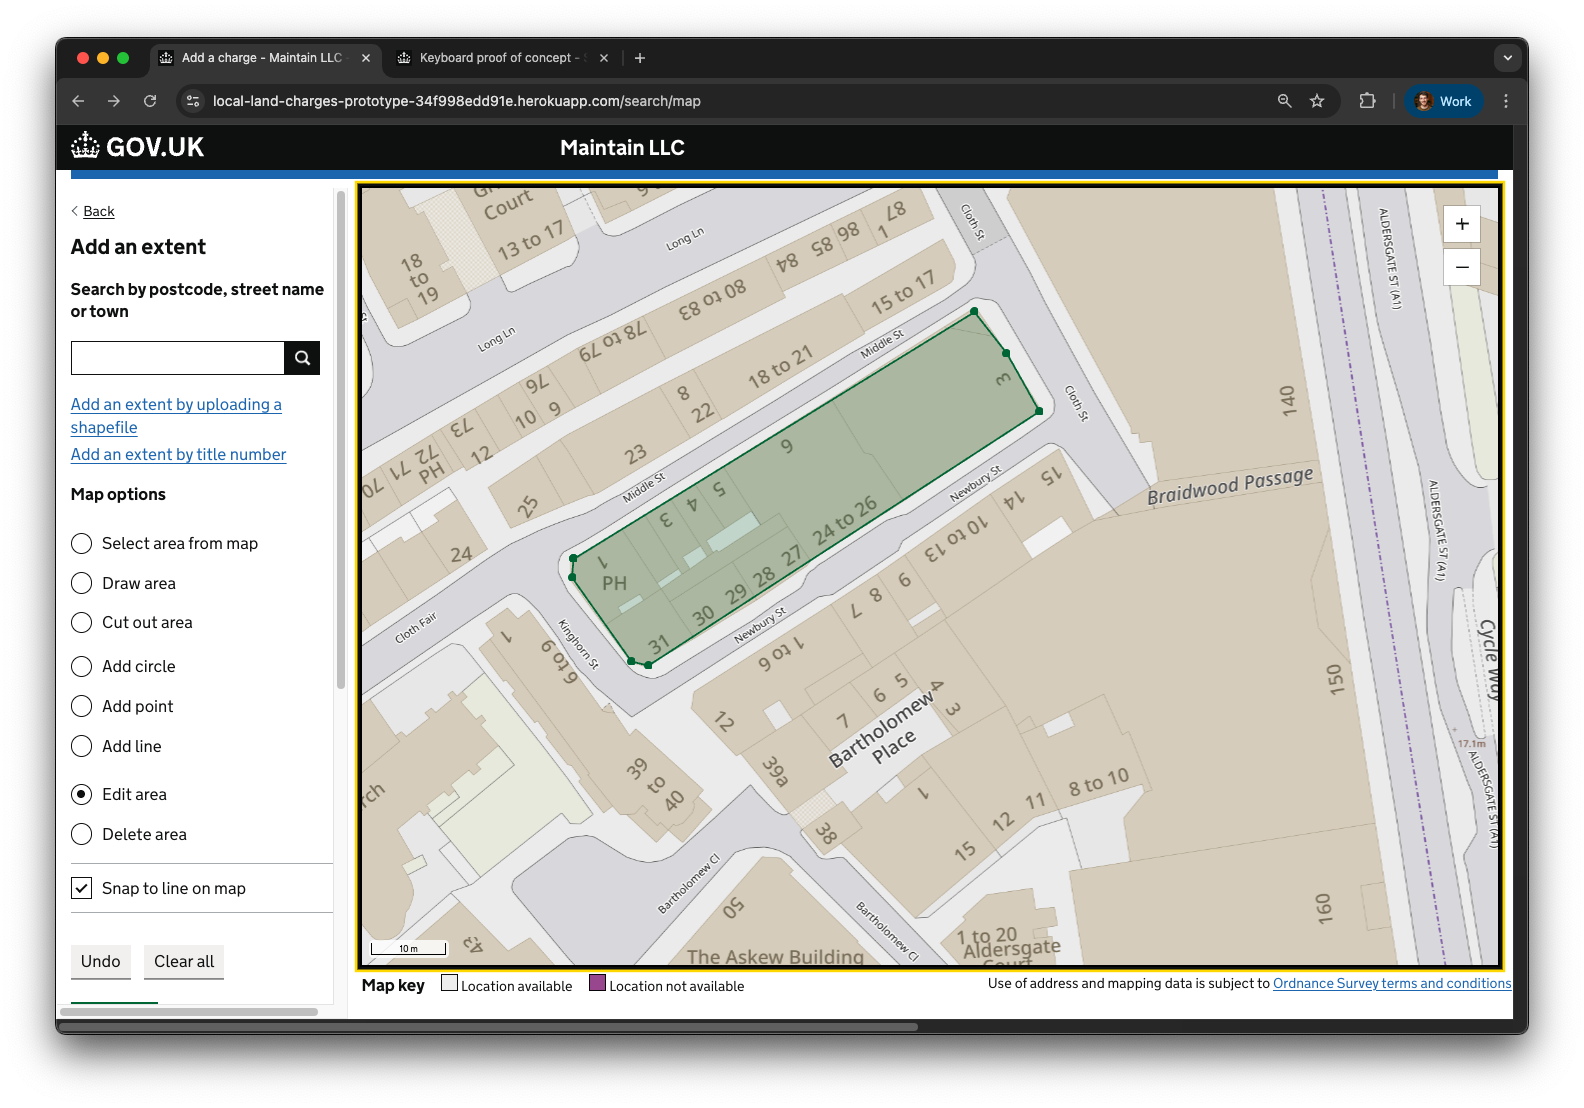 Add a charge - Maintain LLC
Keyboard proof of concept -
local-land-charges-prototype-34f998edd91e.herokuapp.com/search/map
Work
GOV.UK
Maintain LLC
Back
Add an extent
Search by postcode, street name
or town
Add an extent by uploading a
shapefile
Add an extent by title number
Map options
Select area from map
Draw area
Cut out area
Add circle
Add point
Add line
Edit area
Delete area
Snap to line on map
Undo
Clear all
+
−
Court
13 to 17
18
to
19
Long Ln
Long Ln
87
1
86
85
84
80 to 83
78 to 79
76
10
9
73
12
72
PH
71
70
Cloth St
15 to 17
Middle St
18 to 21
8
22
23
25
24
Middle St
Cloth Fair
Kinghorn St
Cloth St
3
6
5
4
3
1
PH
24 to 26
27
28
29
30
31
Newbury St
Newbury St
15
14
10 to 13
9
8
7
1 to 6
12
1
6 to 9
39
to
40
39a
38
5
6
7
4
3
Bartholomew
Place
1
15
12
11
8 to 10
Braidwood Passage
140
150
160
ALDERSGATE ST (A1)
ALDERSGATE ST (A1)
ALDERSGATE ST (A1)
Cycle Way
17.1m
rch
43
50
Bartholomew Cl
Bartholomew Cl
The Askew Building
1 to 20
Aldersgate
Court
10 m
Map key
Location available
Location not available
Use of address and mapping data is subject to Ordnance Survey terms and conditions